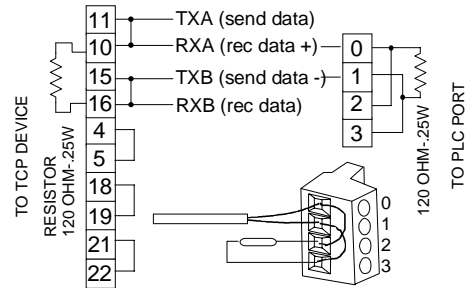 11 TXA (send data)
10 RXA (rec data +) 0
15 TXB (send data -) 1
16 RXB (rec data) 2
3
4
5
18
19
21
22
TO TCP DEVICE
RESISTOR
120 OHM-.25W
120 OHM-.25W
TO PLC PORT
0
1
2
3